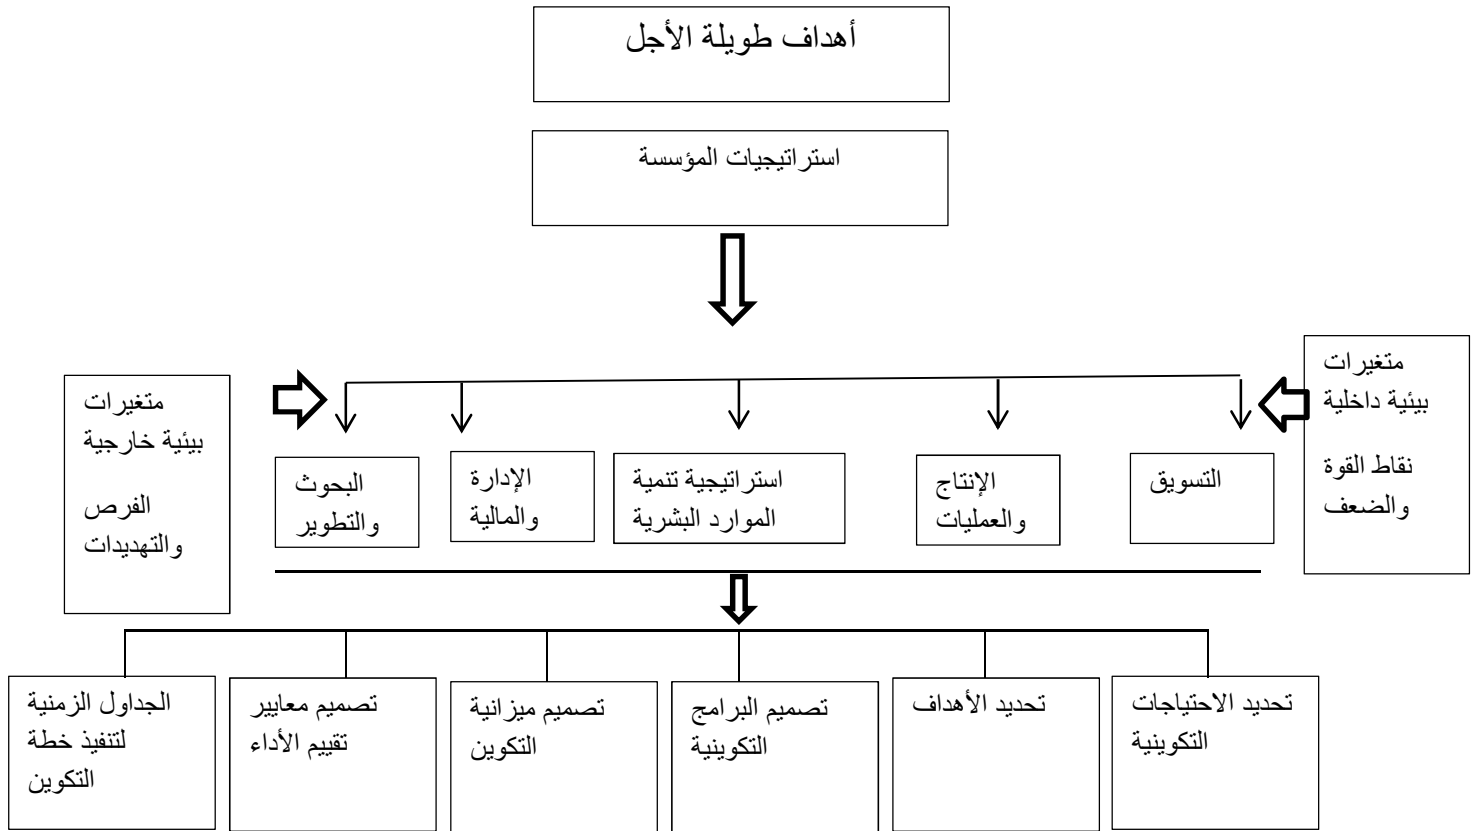 أهداف طويلة الأجل
استراتيجيات المؤسسة
متغيرات
بيئية داخلية
نقاط القوة
والضعف
متغيرات
بيئية خارجية
الفرص
والتهديدات
التسويق
الإنتاج
والعمليات
استراتيجية تنمية
الموارد البشرية
الإدارة
والمالية
البحوث
والتطوير
تحديد الاحتياجات
التكوينية
تحديد الأهداف
تصميم البرامج
التكوينية
تصميم ميزانية
التكوين
تصميم معايير
تقييم الأداء
الجداول الزمنية
لتنفيذ خطة
التكوين